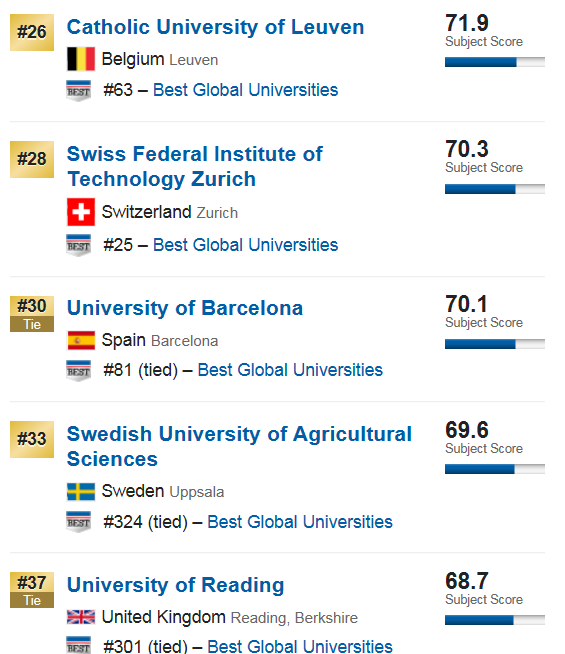 #26
Catholic University of Leuven
71.9
Subject Score
Belgium Leuven
BEST
#63 – Best Global Universities
#28
Swiss Federal Institute of
Technology Zurich
70.3
Subject Score
Switzerland Zurich
BEST
#25 – Best Global Universities
#30
Tie
University of Barcelona
70.1
Subject Score
Spain Barcelona
BEST
#81 (tied) – Best Global Universities
#33
Swedish University of Agricultural
Sciences
69.6
Subject Score
Sweden Uppsala
BEST
#324 (tied) – Best Global Universities
#37
Tie
University of Reading
68.7
Subject Score
United Kingdom Reading, Berkshire
BEST
#301 (tied) – Best Global Universities